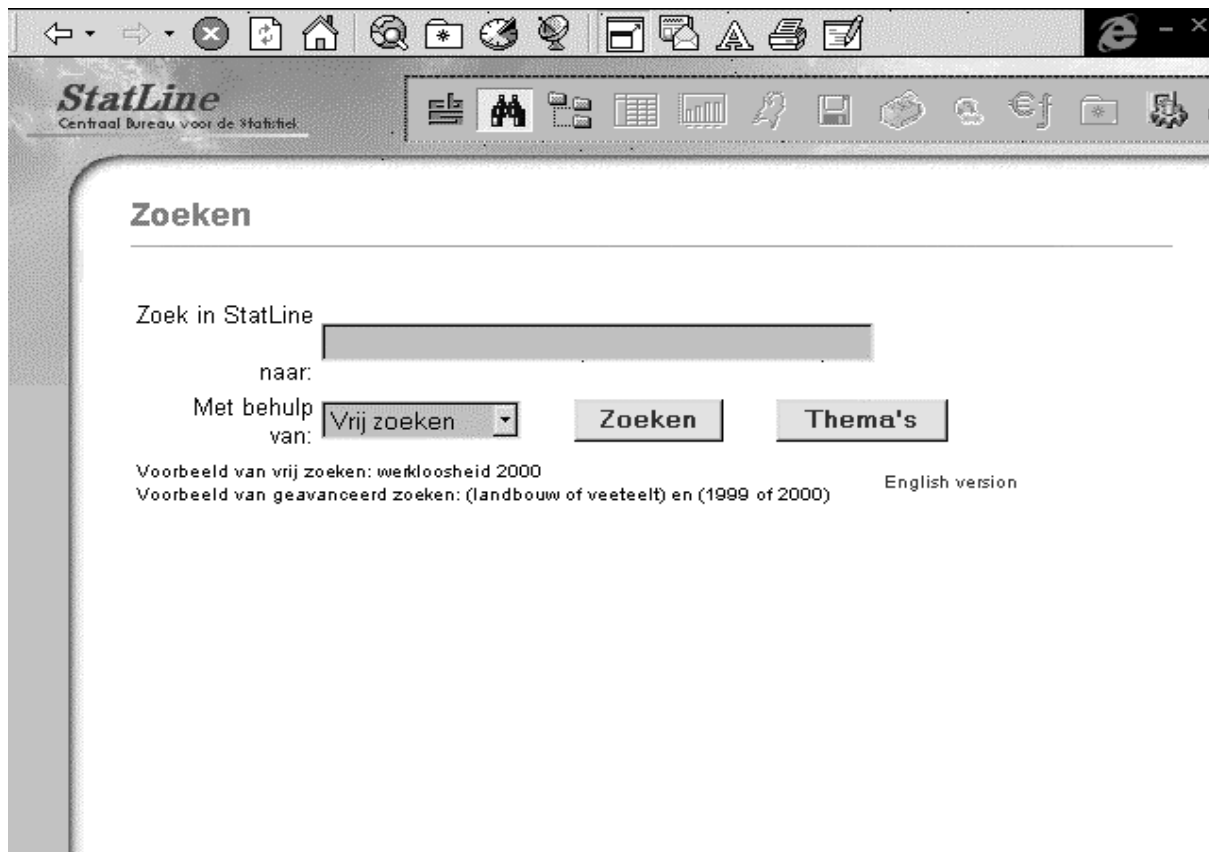 StatLine
Centraal Bureau voor de Statistiek
€f
Zoeken
Zoek in StatLine
naar:
Met behulp
van:
Vrij zoeken
Zoeken
Thema's
Voorbeeld van vrij zoeken: werkloosheid 2000
Voorbeeld van geavanceerd zoeken: (landbouw of veeteelt) en (1999 of 2000)
English version